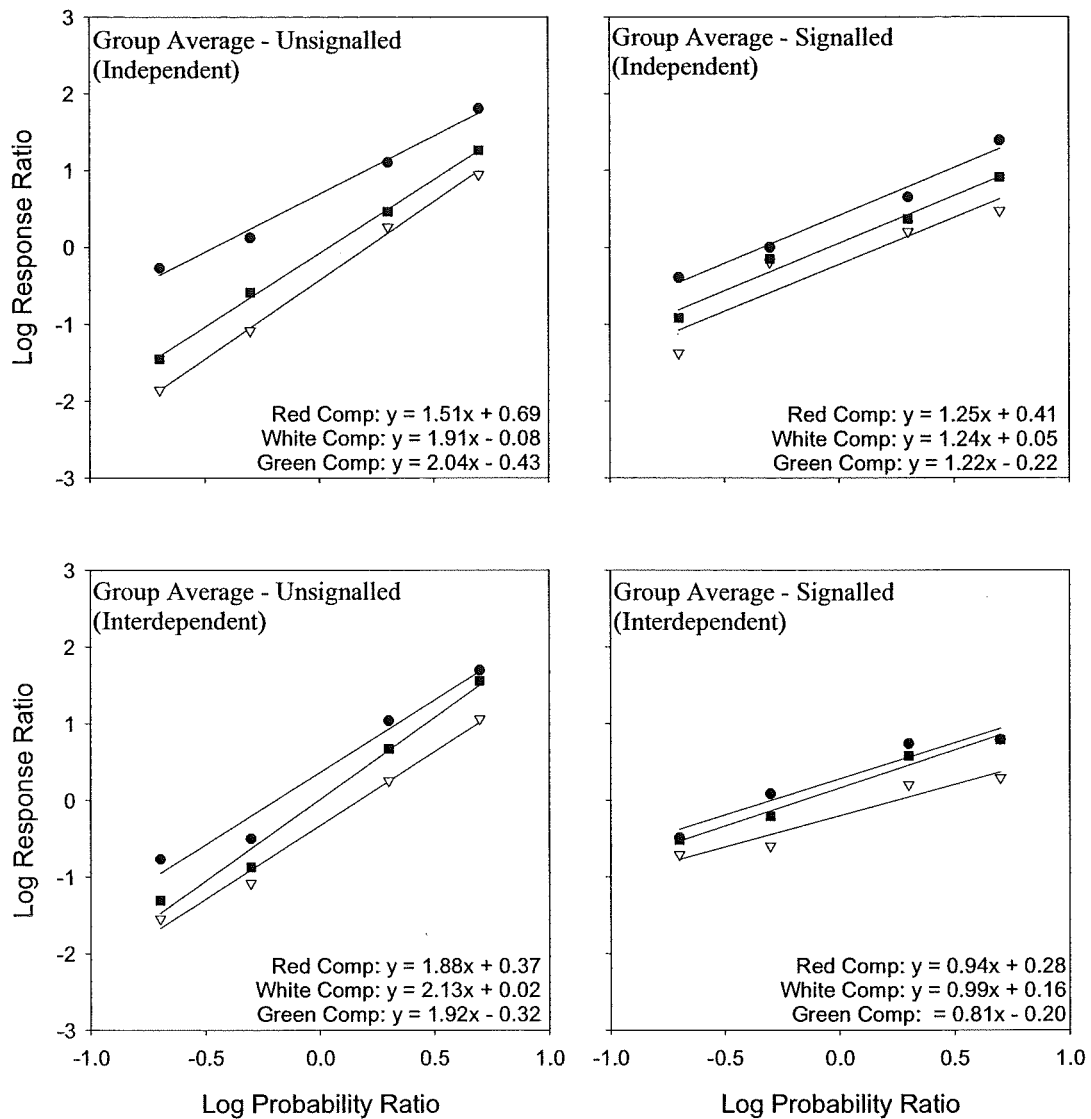 Group Average - Unsignalled
(Independent)
3
2
1
0
-1
-2
-3
Log Response Ratio
Red Comp: y = 1.51x + 0.69
White Comp: y = 1.91x - 0.08
Green Comp: y = 2.04x - 0.43
Group Average - Signalled
(Independent)
Red Comp: y = 1.25x + 0.41
White Comp: y = 1.24x + 0.05
Green Comp: y = 1.22x - 0.22
Group Average - Unsignalled
(Interdependent)
3
2
1
0
-1
-2
-3
Log Response Ratio
Red Comp: y = 1.88x + 0.37
White Comp: y = 2.13x + 0.02
Green Comp: y = 1.92x - 0.32
-1.0 -0.5 0.0 0.5 1.0
Log Probability Ratio
Group Average - Signalled
(Interdependent)
Red Comp: y = 0.94x + 0.28
White Comp: y = 0.99x + 0.16
Green Comp: = 0.81x - 0.20
-1.0 -0.5 0.0 0.5 1.0
Log Probability Ratio